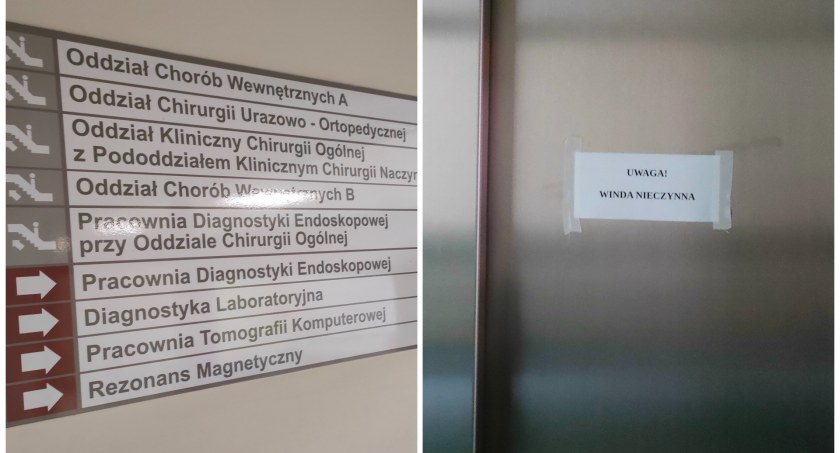 Oddział Chorób Wewnętrznych A
Oddział Chirurgii Urazowo - Ortopedycznej
Oddział Kliniczny Chirurgii Ogólnej
z Pododdziałem Klinicznym Chirurgii Naczyn
Oddział Chorób Wewnętrznych B
Pracownia Diagnostyki Endoskopowej
przy Oddziale Chirurgii Ogólnej
Pracownia Diagnostyki Endoskopowej
Diagnostyka Laboratoryjna
Pracownia Tomografii Komputerowej
Rezonans Magnetyczny
UWAGA!
WINDA NIECZYNNA